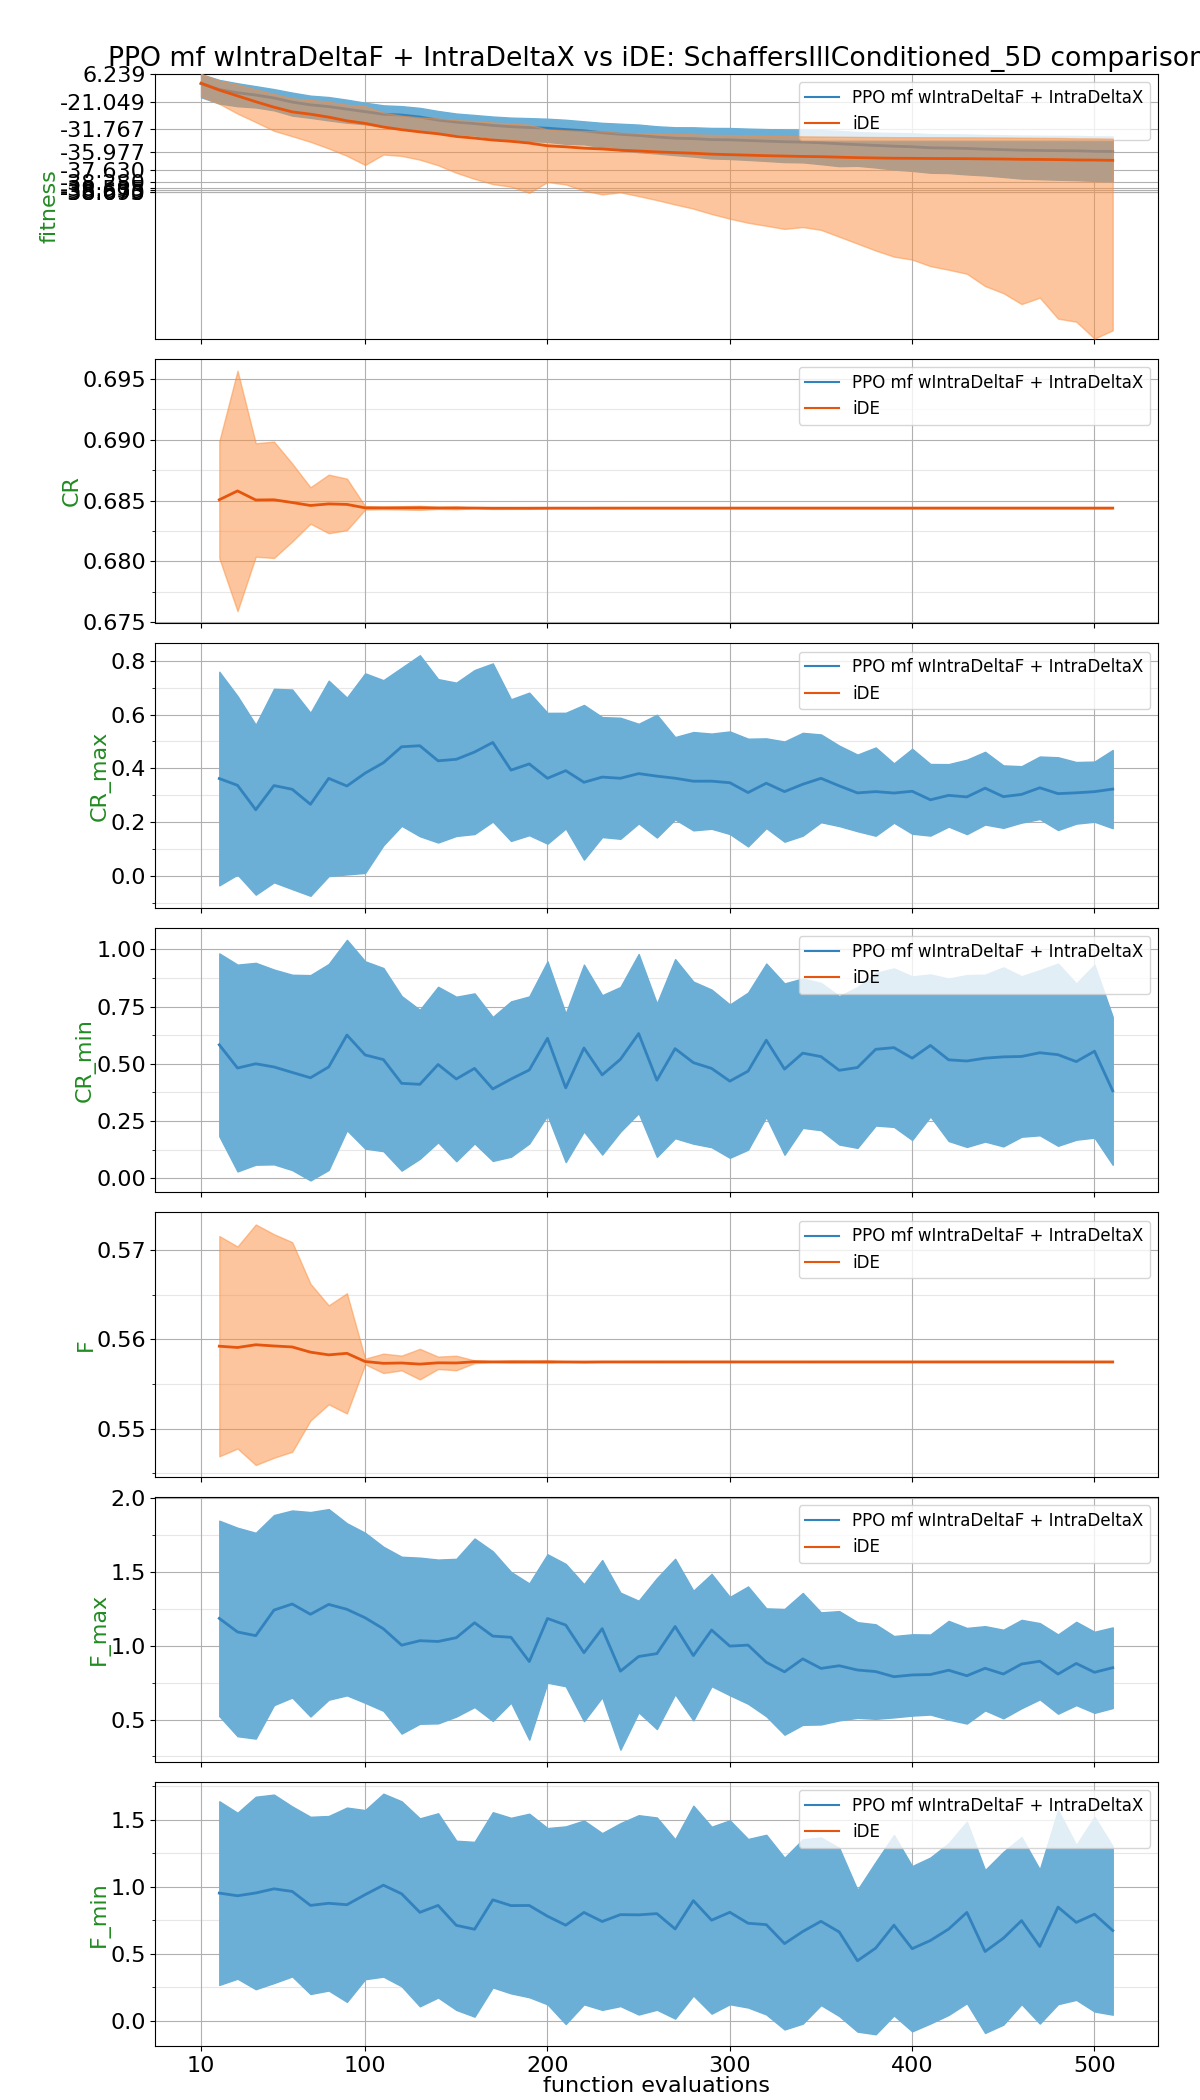 PPO mf wIntraDeltaF + IntraDeltaX vs iDE: SchaffersIIIConditioned_5D comparison
6.239
-21.049
-31.767
-35.977
-37.630
fitness
PPO mf wIntraDeltaF + IntraDeltaX
iDE
0.695
0.690
0.685
0.680
0.675
CR
PPO mf wIntraDeltaF + IntraDeltaX
iDE
0.8
0.6
0.4
0.2
0.0
CR_max
PPO mf wIntraDeltaF + IntraDeltaX
iDE
1.00
0.75
0.50
0.25
0.00
CR_min
PPO mf wIntraDeltaF + IntraDeltaX
iDE
0.57
0.56
0.55
F
PPO mf wIntraDeltaF + IntraDeltaX
iDE
2.0
1.5
1.0
0.5
F_max
PPO mf wIntraDeltaF + IntraDeltaX
iDE
1.5
1.0
0.5
0.0
F_min
PPO mf wIntraDeltaF + IntraDeltaX
iDE
10 100 200 300 400 500
function evaluations